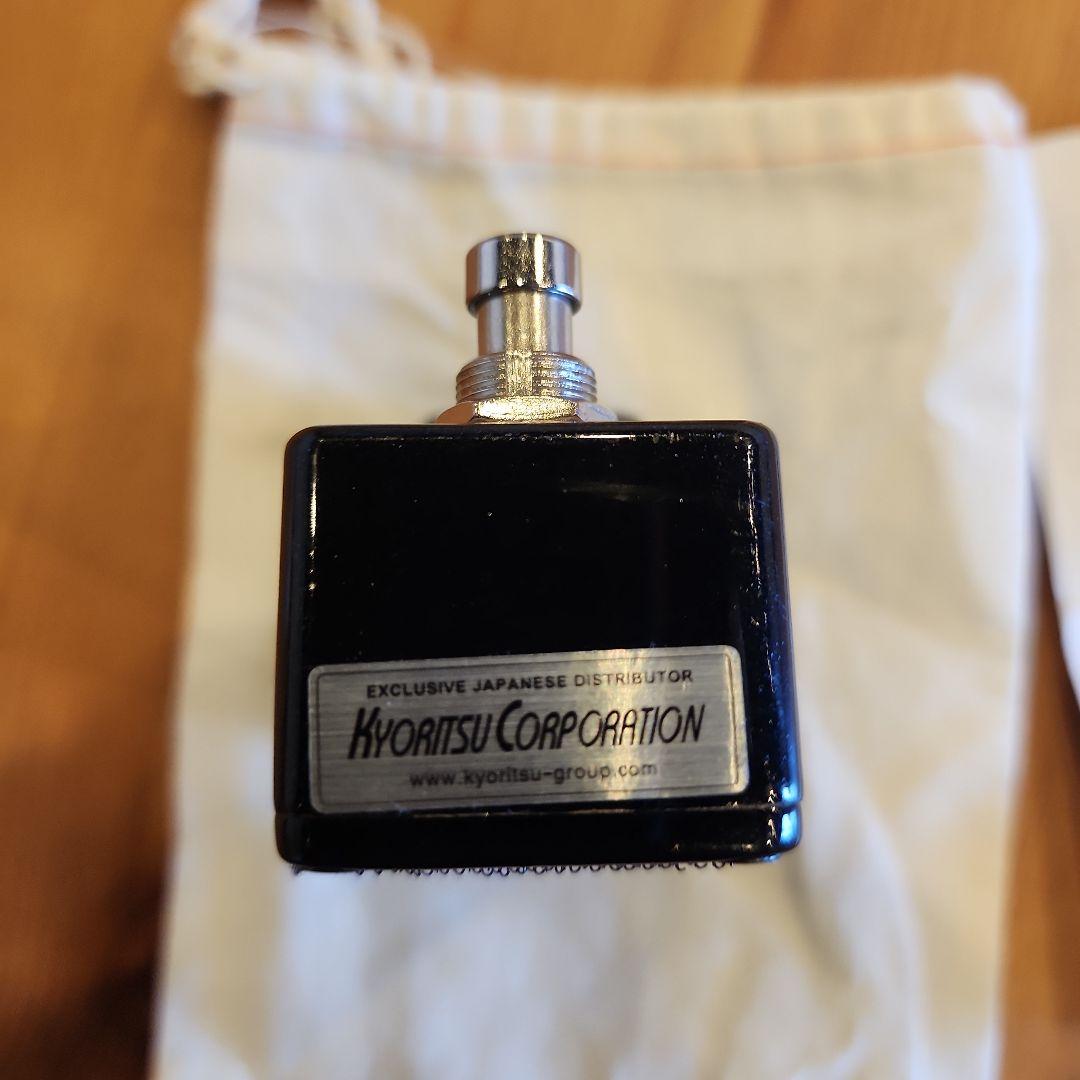 EXCLUSIVE JAPANESE DISTRIBUTOR
KYORITSU CORPORATION
www.kyoritsu-group.com